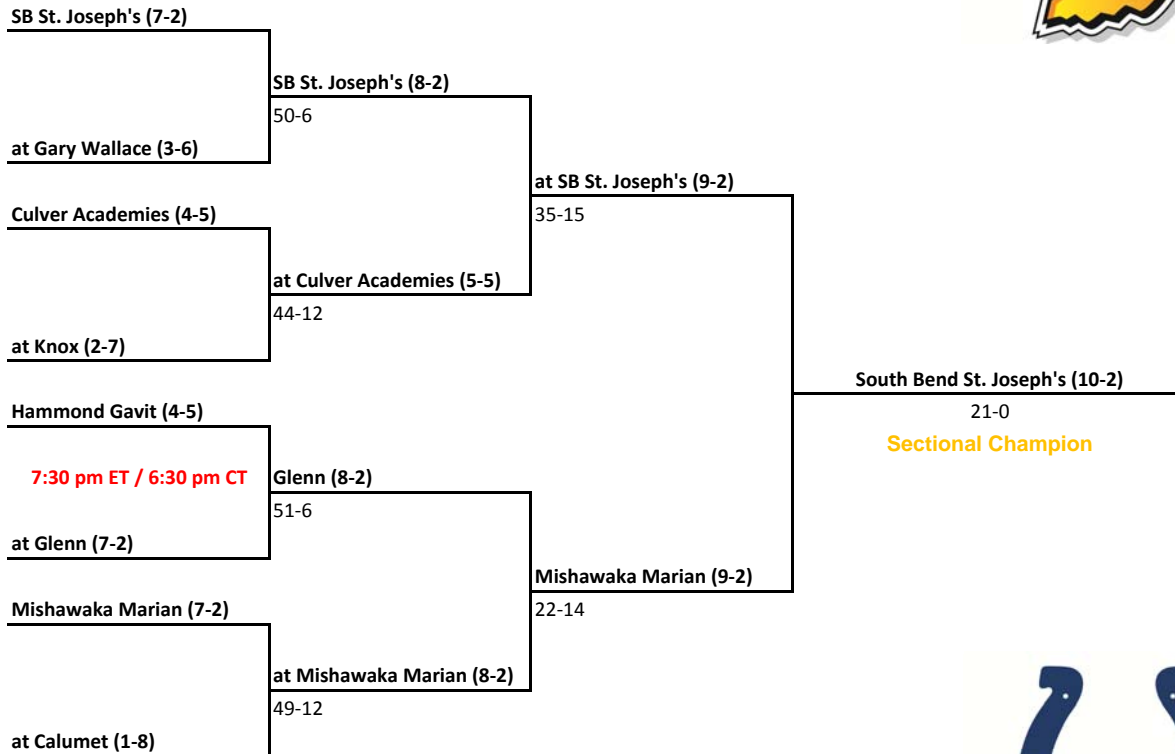 SB St. Joseph's (7-2)
SB St. Joseph's (8-2)
50-6
at Gary Wallace (3-6)
at SB St. Joseph's (9-2)
35-15
Culver Academies (4-5)
at Culver Academies (5-5)
44-12
at Knox (2-7)
South Bend St. Joseph's (10-2)
21-0
Sectional Champion
Hammond Gavit (4-5)
7:30 pm ET / 6:30 pm CT
Glenn (8-2)
51-6
at Glenn (7-2)
Mishawaka Marian (9-2)
22-14
Mishawaka Marian (7-2)
at Mishawaka Marian (8-2)
49-12
at Calumet (1-8)